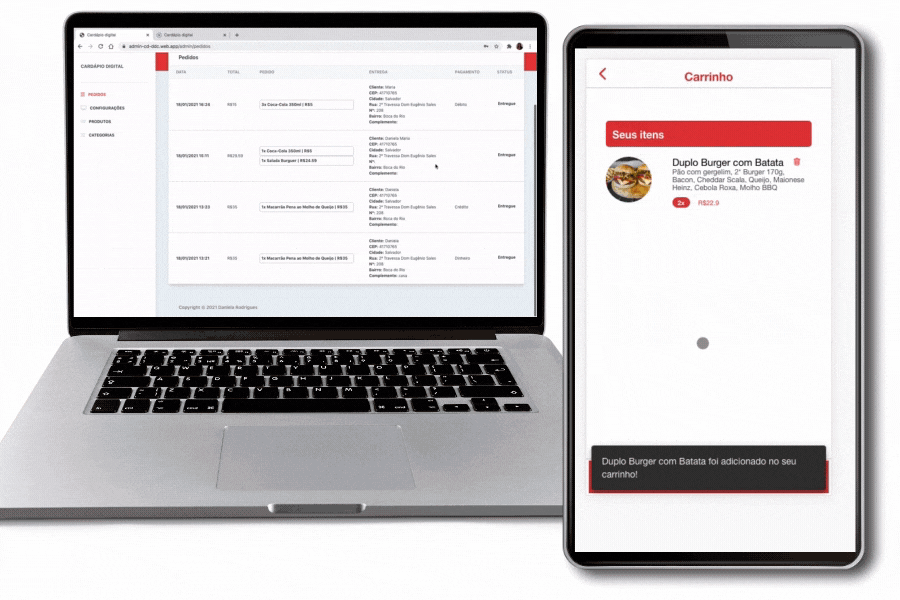 Cardápio digital
Cardápio digital
admin-col-ddc.web.app/admin/pedidos
CARDÁPIO DIGITAL
PEDIDOS
CONFIGURAÇÕES
PRODUTOS
CATEGORIAS
Pedidos
DATA TOTAL PEDIDO ENTREGA PAGAMENTO STATUS
Cliente: Maria
CEP: 41710785
Cidade: Salvador
18/01/2021 16:26 R$15 3x Coca-Cola 350ml | R$5 Débito Entregue
Rua: 2ª Travessa Dom Eugênio Sales
Nº: 208
Bairro: Boca do Rio
Complemento:
Cliente: Daniela Maria
CEP: 41710785
1x Coca-Cola 350ml | R$5
Cidade: Salvador
18/01/2021 15:11 R$29.59 Rua: 2ª Travessa Dom Eugênio Sales Entregue
1x Salada Burguer | R$24.59
Nº:
Bairro: Boca do Rio
Complemento:
Cliente: Daniela
CEP: 41710785
Cidade: Salvador
18/01/2021 13:23 R$35 1x Macarrão Pena ao Molho de Queijo | R$35 Rua: 2ª Travessa Dom Eugênio Sales Crédito Entregue
Nº: 208
Bairro: Boca do Rio
Complemento:
Cliente: Daniela
CEP: 41710785
Cidade: Salvador
18/01/2021 13:21 R$35 1x Macarrão Pena ao Molho de Queijo | R$35 Rua: 2ª Travessa Dom Eugênio Sales Dinheiro Entregue
Nº: 208
Bairro: Boca do Rio
Complemento: casa
Copyright © 2021 Daniela Rodrigues
Carrinho
Seus itens
Duplo Burger com Batata
Pão com gergelim, 2* Burger 170g,
Bacon, Cheddar Scala, Queijo, Maionese
Heinz, Cebola Roxa, Molho BBQ
2x R$22.9
Duplo Burger com Batata foi adicionado no seu
carrinho!